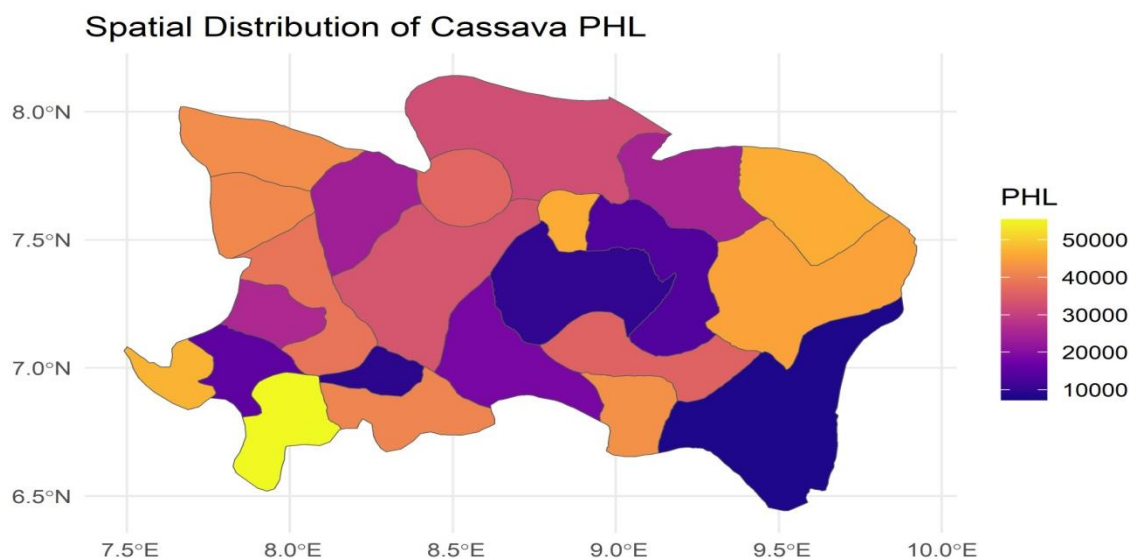 Spatial Distribution of Cassava PHL
8.0°N
7.5°N
7.0°N
6.5°N
7.5°E 8.0°E 8.5°E 9.0°E 9.5°E 10.0°E
PHL
50000
40000
30000
20000
10000